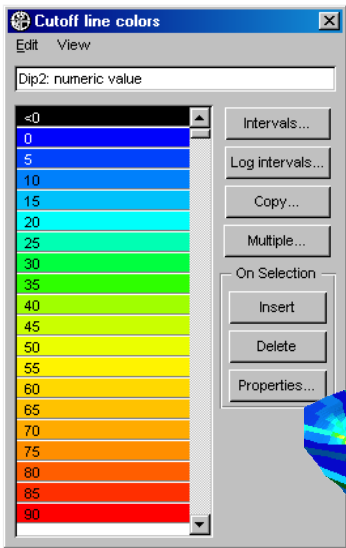 Cutoff line colors
Edit View
Dip2: numeric value
<0
0
5
10
15
20
25
30
35
40
45
50
55
60
65
70
75
80
85
90
Intervals...
Log intervals...
Copy...
Multiple...
On Selection
Insert
Delete
Properties...